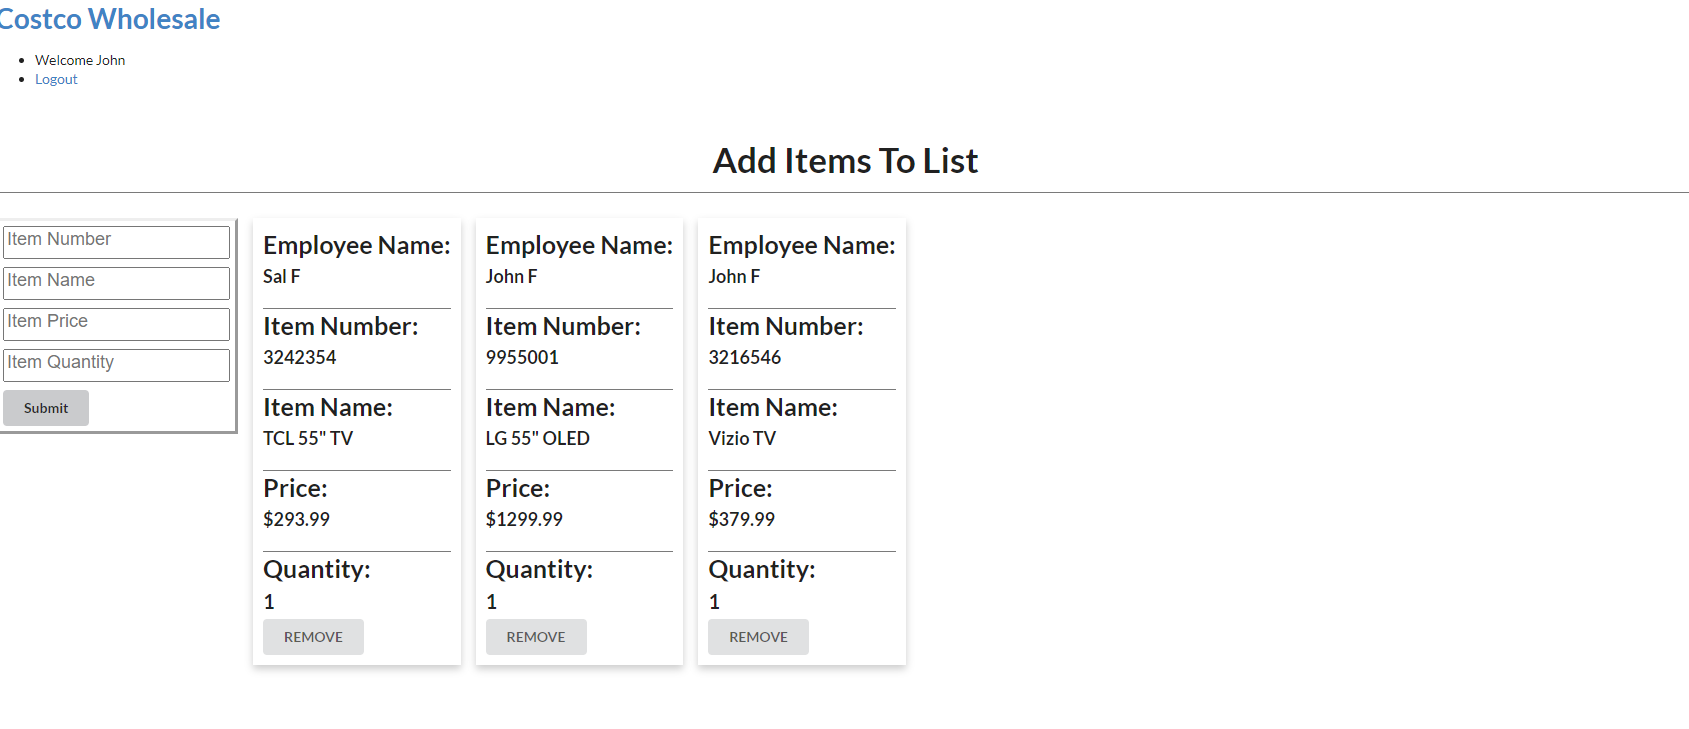 Costco Wholesale
Welcome John
Logout
Add Items To List
Item Number
Item Name
Item Price
Item Quantity
Submit
Employee Name:
Sal F
Item Number:
3242354
Item Name:
TCL 55" TV
Price:
$293.99
Quantity:
1
REMOVE
Employee Name:
John F
Item Number:
9955001
Item Name:
LG 55" OLED
Price:
$1299.99
Quantity:
1
REMOVE
Employee Name:
John F
Item Number:
3216546
Item Name:
Vizio TV
Price:
$379.99
Quantity:
1
REMOVE